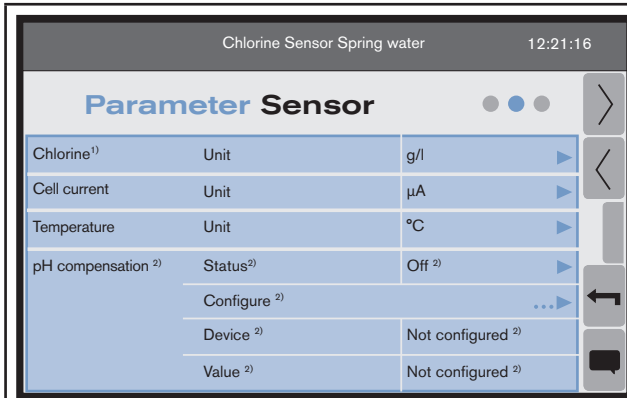 Chlorine Sensor Spring water 12:21:16
Parameter Sensor
Chlorine¹⁾ Unit g/l
Cell current Unit µA
Temperature Unit °C
pH compensation ²⁾ Status²⁾ Off ²⁾
Configure ²⁾ ...
Device ²⁾ Not configured ²⁾
Value ²⁾ Not configured ²⁾